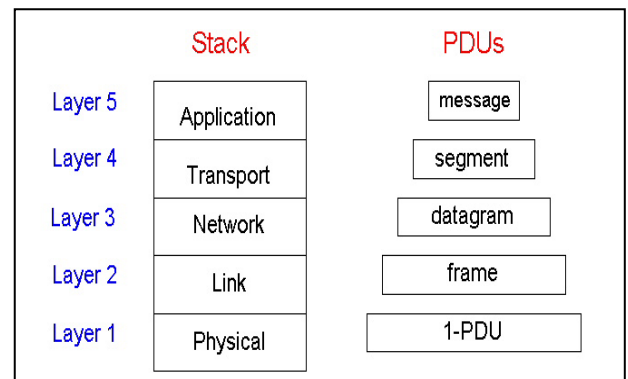 Stack PDUs
Layer 5 Application message
Layer 4 Transport segment
Layer 3 Network datagram
Layer 2 Link frame
Layer 1 Physical 1-PDU